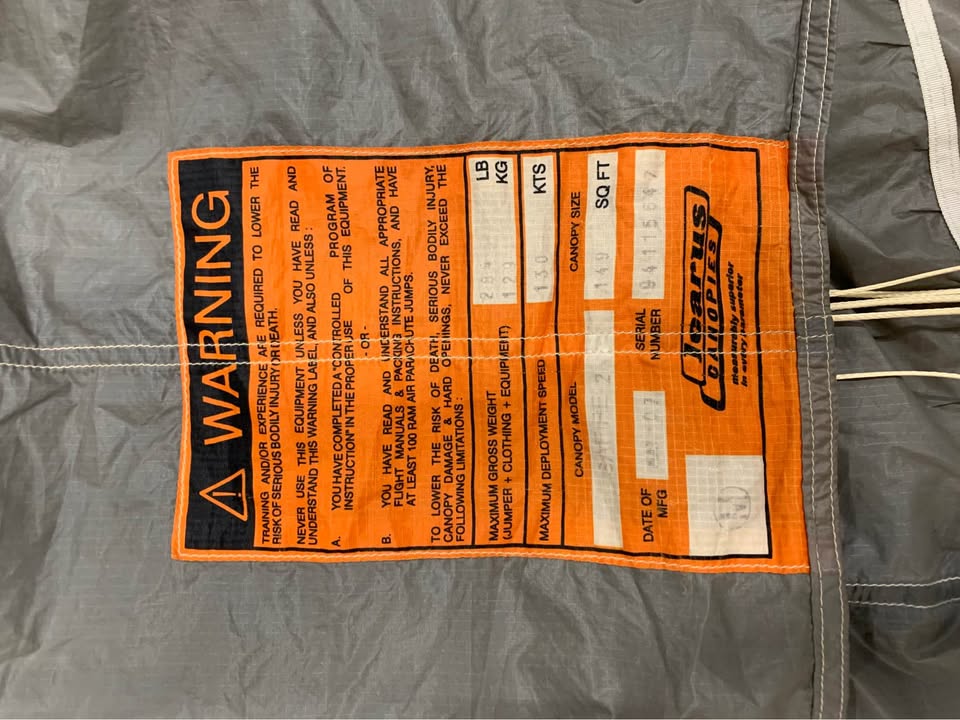 WARNING
TRAINING AND/OR EXPERIENCE ARE REQUIRED TO LOWER THE
RISK OF SERIOUS BODILY INJURY OR DEATH.
NEVER USE THIS EQUIPMENT UNLESS YOU HAVE READ AND
UNDERSTAND THIS WARNING LABEL AND ALSO UNLESS :
A. YOU HAVE COMPLETED A "CONTROLLED PROGRAM OF
INSTRUCTION" IN THE PROPER USE OF THIS EQUIPMENT.
- OR -
B. YOU HAVE READ AND UNDERSTAND ALL APPROPRIATE
FLIGHT MANUALS & PACKING INSTRUCTIONS, AND HAVE
AT LEAST 100 RAM AIR PARACHUTE JUMPS.
TO LOWER THE RISK OF DEATH, SERIOUS BODILY INJURY,
CANOPY DAMAGE & HARD OPENINGS, NEVER EXCEED THE
FOLLOWING LIMITATIONS :
MAXIMUM GROSS WEIGHT LB
(JUMPER + CLOTHING + EQUIPMENT) 129 KG
MAXIMUM DEPLOYMENT SPEED 130 KTS
CANOPY MODEL CANOPY SIZE
149 SQ FT
DATE OF MFG
SERIAL NUMBER
Icarus
CANOPIES
measurably superior
in every parameter